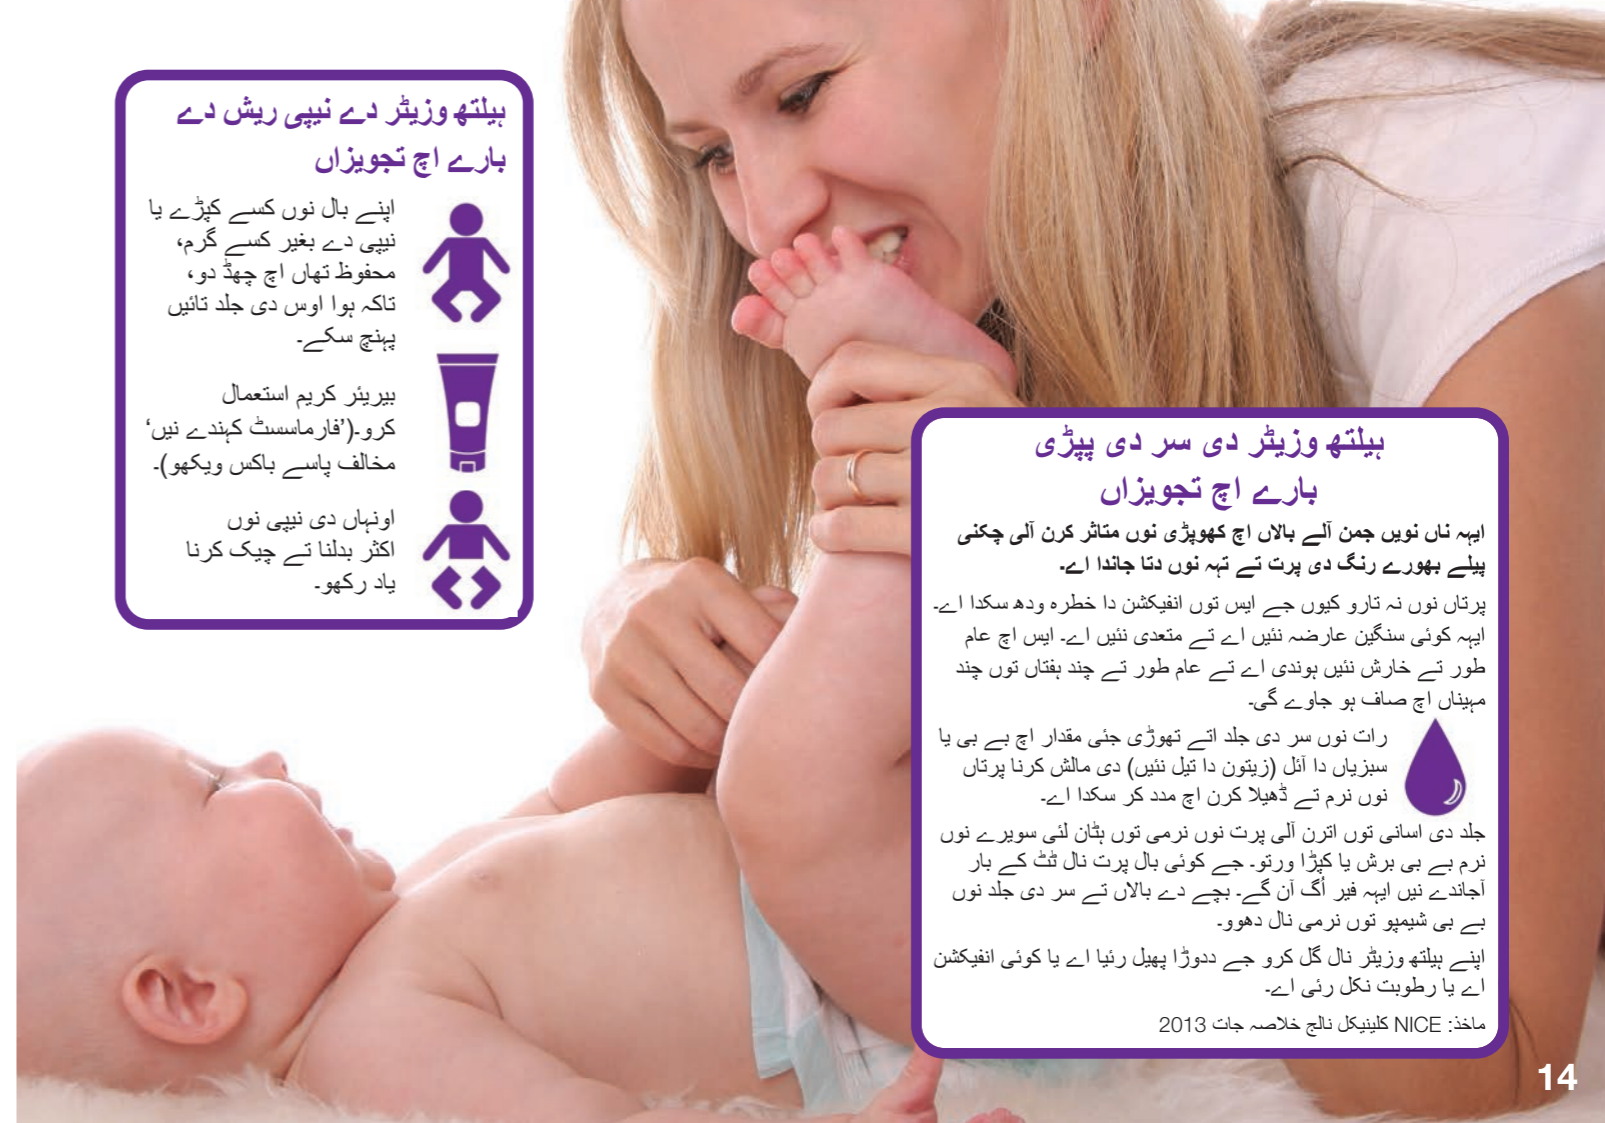 ہیلتھ وزیٹر دے نیپی ریش دے
بارے اچ تجویزاں
اپنے بال نوں کسے کپڑے یا
نیپی دے بغیر کسے گرم،
محفوظ تھاں اچ چھڈ دو،
تاکہ ہوا اوس دی جلد تائیں
پہنچ سکے۔
بیریئر کریم استعمال
کرو۔(’فارماسسٹ کہندے نیں‘
مخالف پاسے باکس ویکھو)۔
اونہاں دی نیپی نوں
اکثر بدلنا تے چیک کرنا
یاد رکھو۔
ہیلتھ وزیٹر دی سر دی پپڑی
بارے اچ تجویزاں
ایہہ ناں نویں جمن آلے بالاں اچ کھوپڑی نوں متاثر کرن آلی چکنی
پیلے بھورے رنگ دی پرت تے تہہ نوں دتا جاندا اے۔
پرتاں نوں نہ تارو کیوں جے ایس توں انفیکشن دا خطرہ ودھ سکدا اے۔
ایہہ کوئی سنگین عارضہ نئیں اے تے متعدی نئیں اے۔ ایس اچ عام
طور تے خارش نئیں ہوندی اے تے عام طور تے چند ہفتاں توں چند
مہیناں اچ صاف ہو جاوے گی۔
رات نوں سر دی جلد اتے تھوڑی جئی مقدار اچ بے بی یا
سبزیاں دا آئل (زیتون دا تیل نئیں) دی مالش کرنا پرتاں
نوں نرم تے ڈھیلا کرن اچ مدد کر سکدا اے۔
جلد دی اسانی توں اترن آلی پرت نوں نرمی توں ہٹان لئی سویرے نوں
نرم بے بی برش یا کپڑا ورتو۔ جے کوئی بال پرت نال ٹٹ کے بار
آجاندے نیں ایہہ فیر اُگ آن گے۔ بچے دے بالاں تے سر دی جلد نوں
بے بی شیمپو توں نرمی نال دھوو۔
اپنے ہیلتھ وزیٹر نال گل کرو جے ددوڑا پھیل رئیا اے یا کوئی انفیکشن
اے یا رطوبت نکل رئی اے۔
ماخذ: NICE کلینیکل نالج خلاصہ جات 2013
14